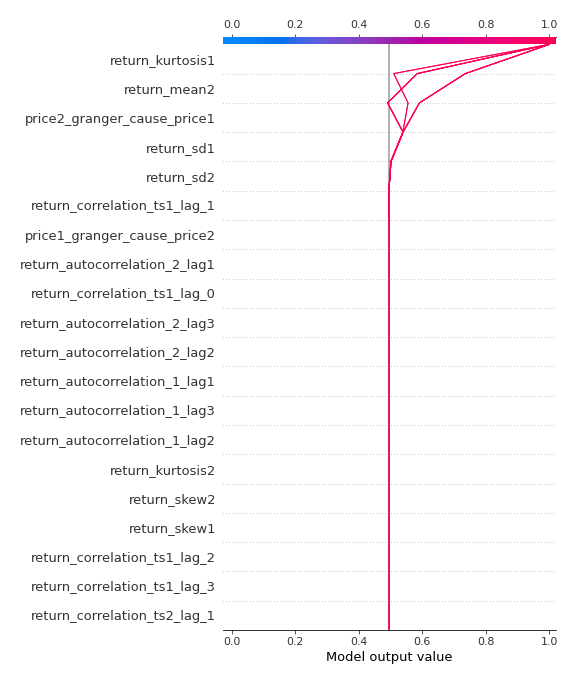 0.0 0.2 0.4 0.6 0.8 1.0
return_kurtosis1
return_mean2
price2_granger_cause_price1
return_sd1
return_sd2
return_correlation_ts1_lag_1
price1_granger_cause_price2
return_autocorrelation_2_lag1
return_correlation_ts1_lag_0
return_autocorrelation_2_lag3
return_autocorrelation_2_lag2
return_autocorrelation_1_lag1
return_autocorrelation_1_lag3
return_autocorrelation_1_lag2
return_kurtosis2
return_skew2
return_skew1
return_correlation_ts1_lag_2
return_correlation_ts1_lag_3
return_correlation_ts2_lag_1
0.0 0.2 0.4 0.6 0.8 1.0
Model output value